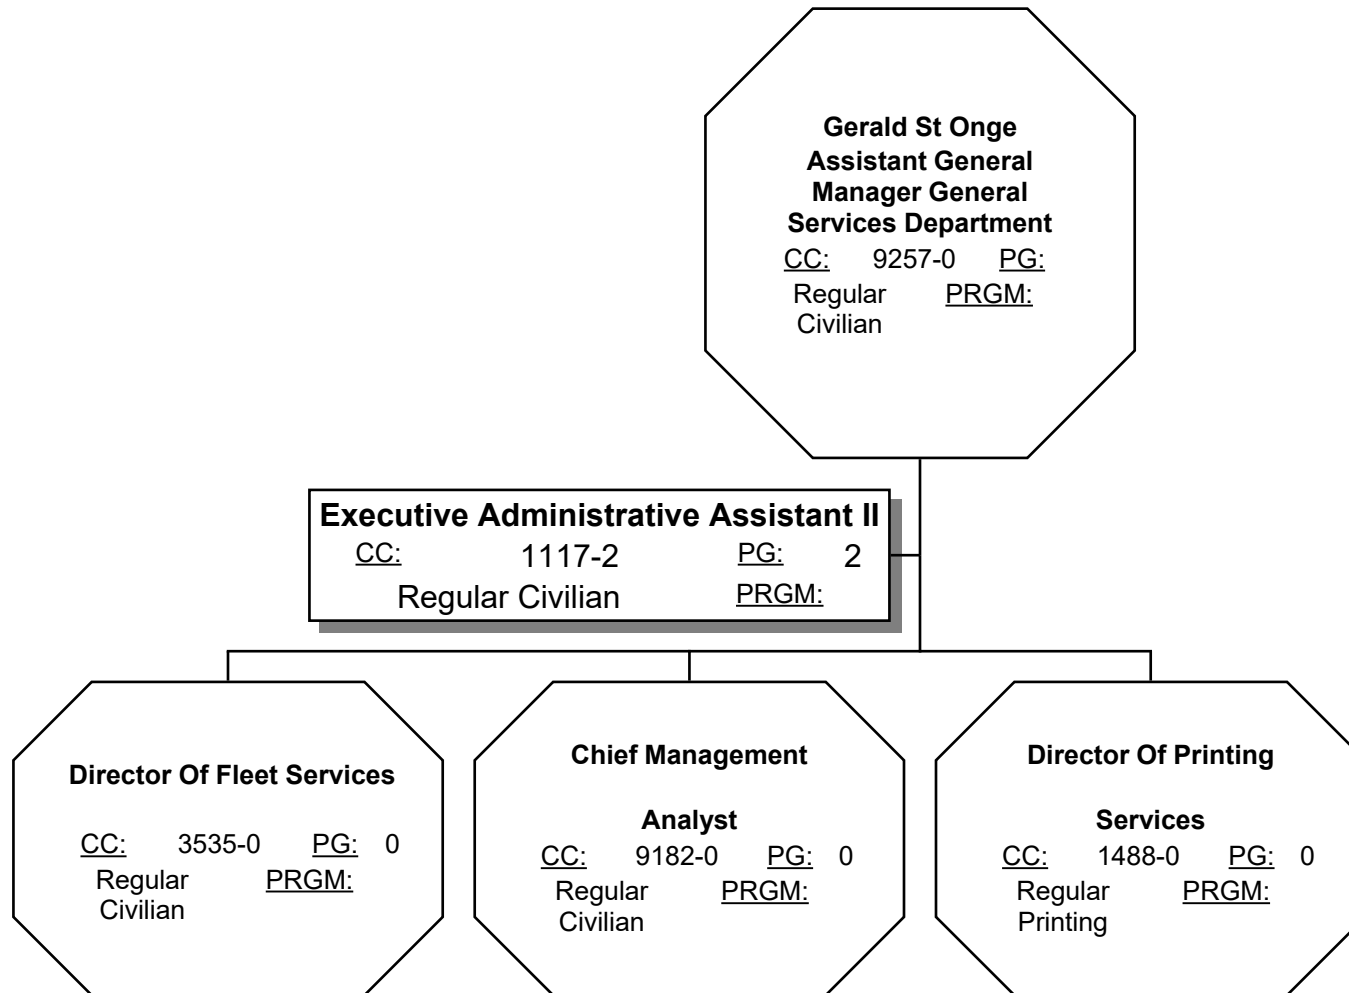 Gerald St Onge
Assistant General
Manager General
Services Department
CC: 9257-0 PG:
Regular PRGM:
Civilian
Executive Administrative Assistant II
CC: 1117-2 PG: 2
Regular Civilian PRGM:
Director Of Fleet Services
CC: 3535-0 PG: 0
Regular PRGM:
Civilian
Chief Management
Analyst
CC: 9182-0 PG: 0
Regular PRGM:
Civilian
Director Of Printing
Services
CC: 1488-0 PG: 0
Regular PRGM:
Printing